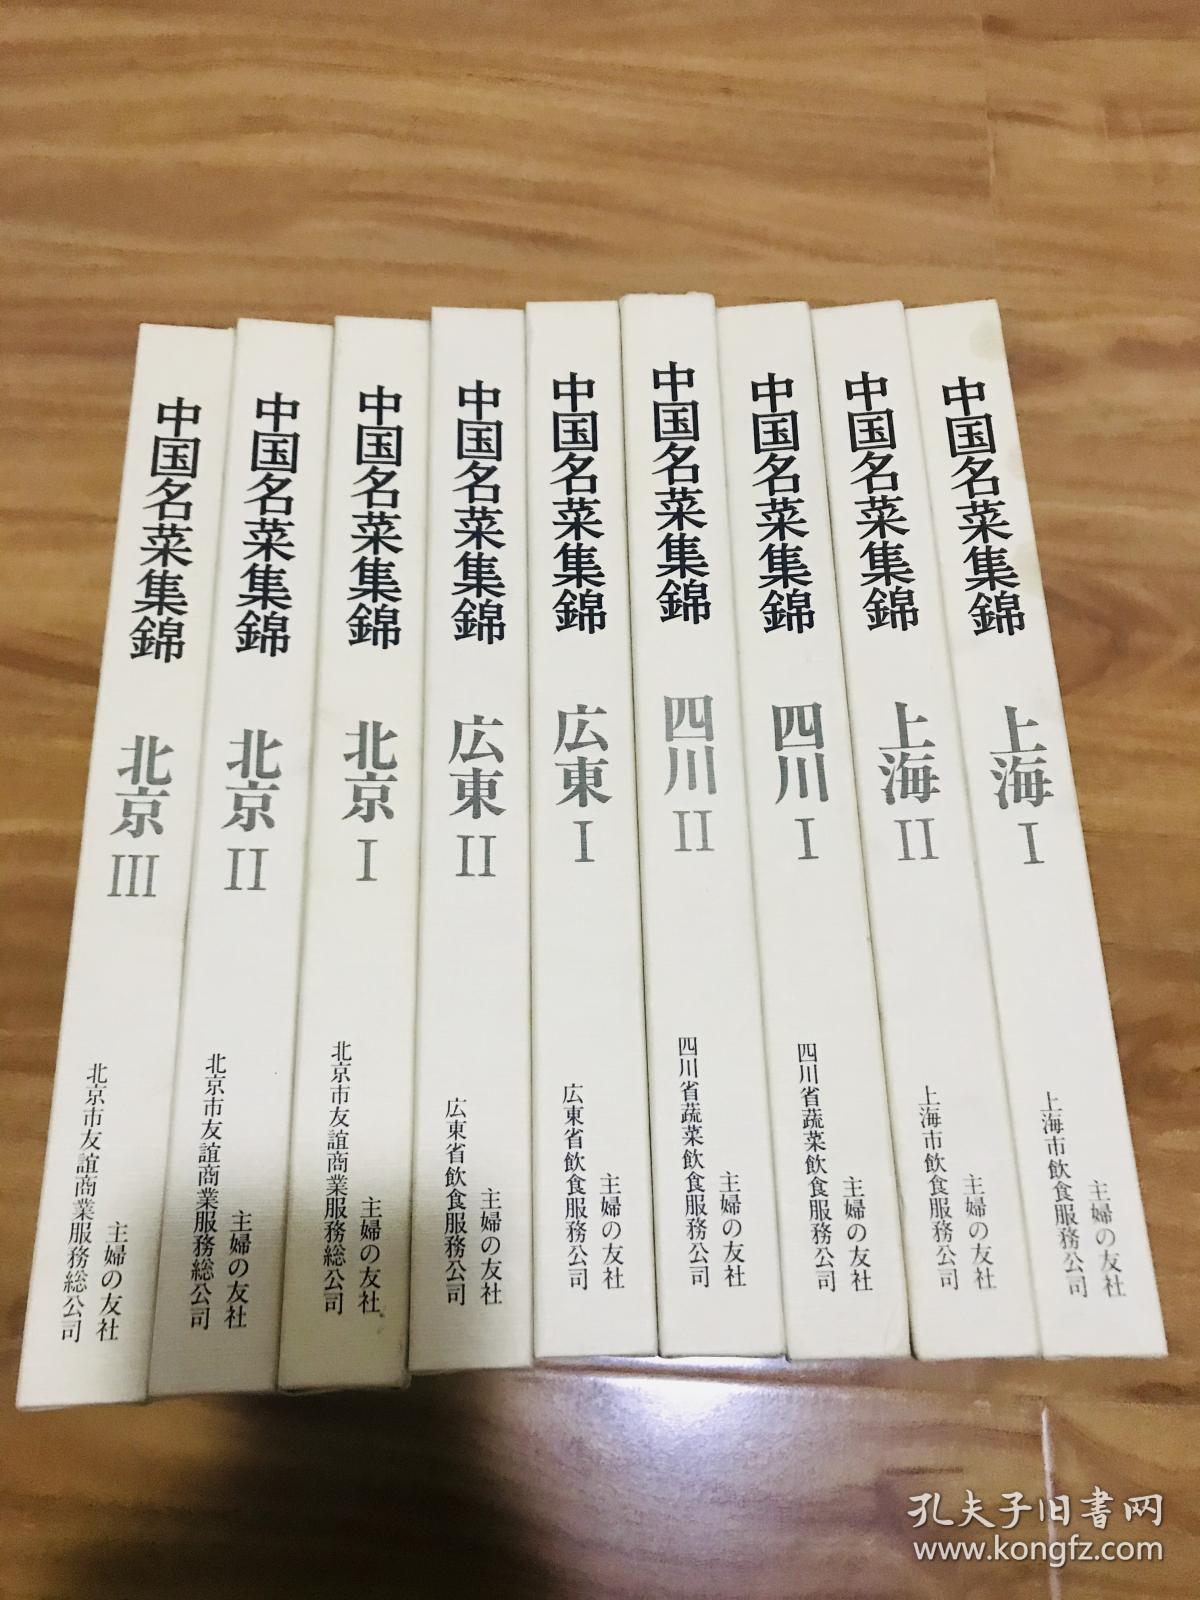 中国名菜集錦
北京
III
北京市友誼商業服務総公司
主婦の友社
中国名菜集錦
北京
II
北京市友誼商業服務総公司
主婦の友社
中国名菜集錦
北京
I
北京市友誼商業服務総公司
主婦の友社
中国名菜集錦
広東
II
広東省飲食服務公司
主婦の友社
中国名菜集錦
広東
I
広東省飲食服務公司
主婦の友社
中国名菜集錦
四川
II
四川省蔬菜飲食服務公司
主婦の友社
中国名菜集錦
四川
I
四川省蔬菜飲食服務公司
主婦の友社
中国名菜集錦
上海
II
上海市飲食服務公司
主婦の友社
中国名菜集錦
上海
I
上海市飲食服務公司
主婦の友社
孔夫子旧书网
www.kongfz.com